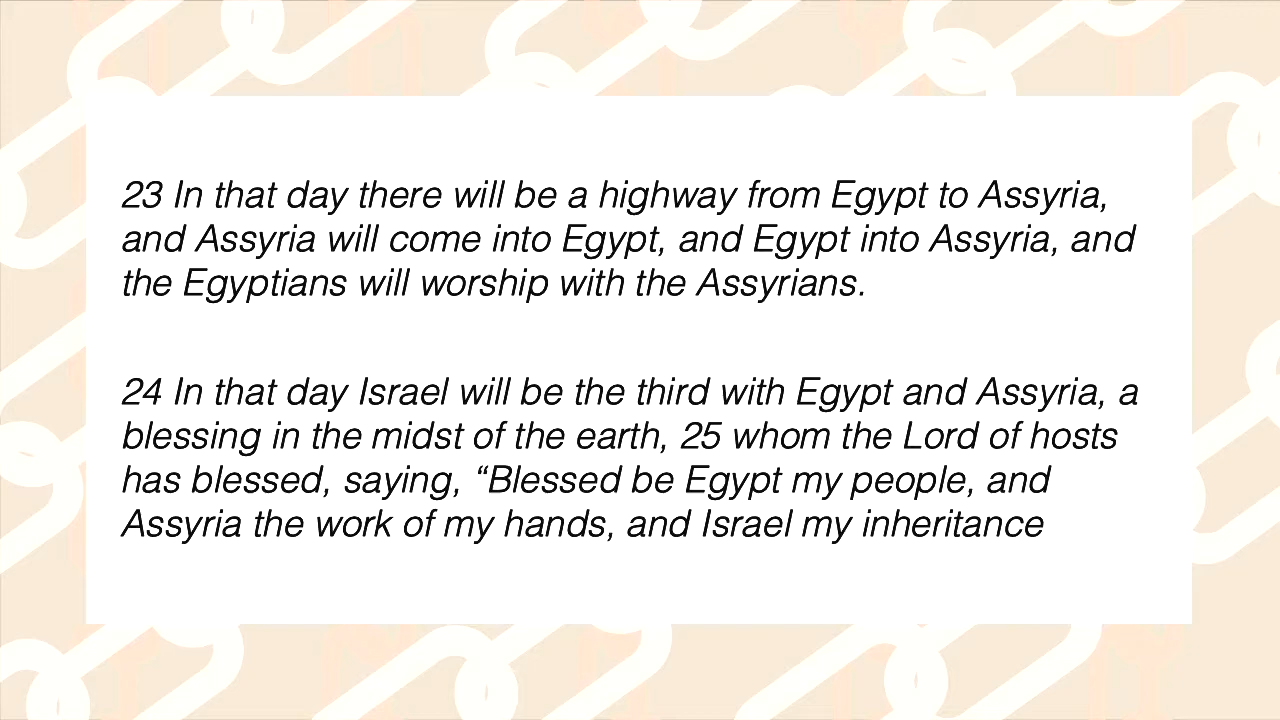 23 In that day there will be a highway from Egypt to Assyria,
and Assyria will come into Egypt, and Egypt into Assyria, and
the Egyptians will worship with the Assyrians.
24 In that day Israel will be the third with Egypt and Assyria, a
blessing in the midst of the earth, 25 whom the Lord of hosts
has blessed, saying, “Blessed be Egypt my people, and
Assyria the work of my hands, and Israel my inheritance